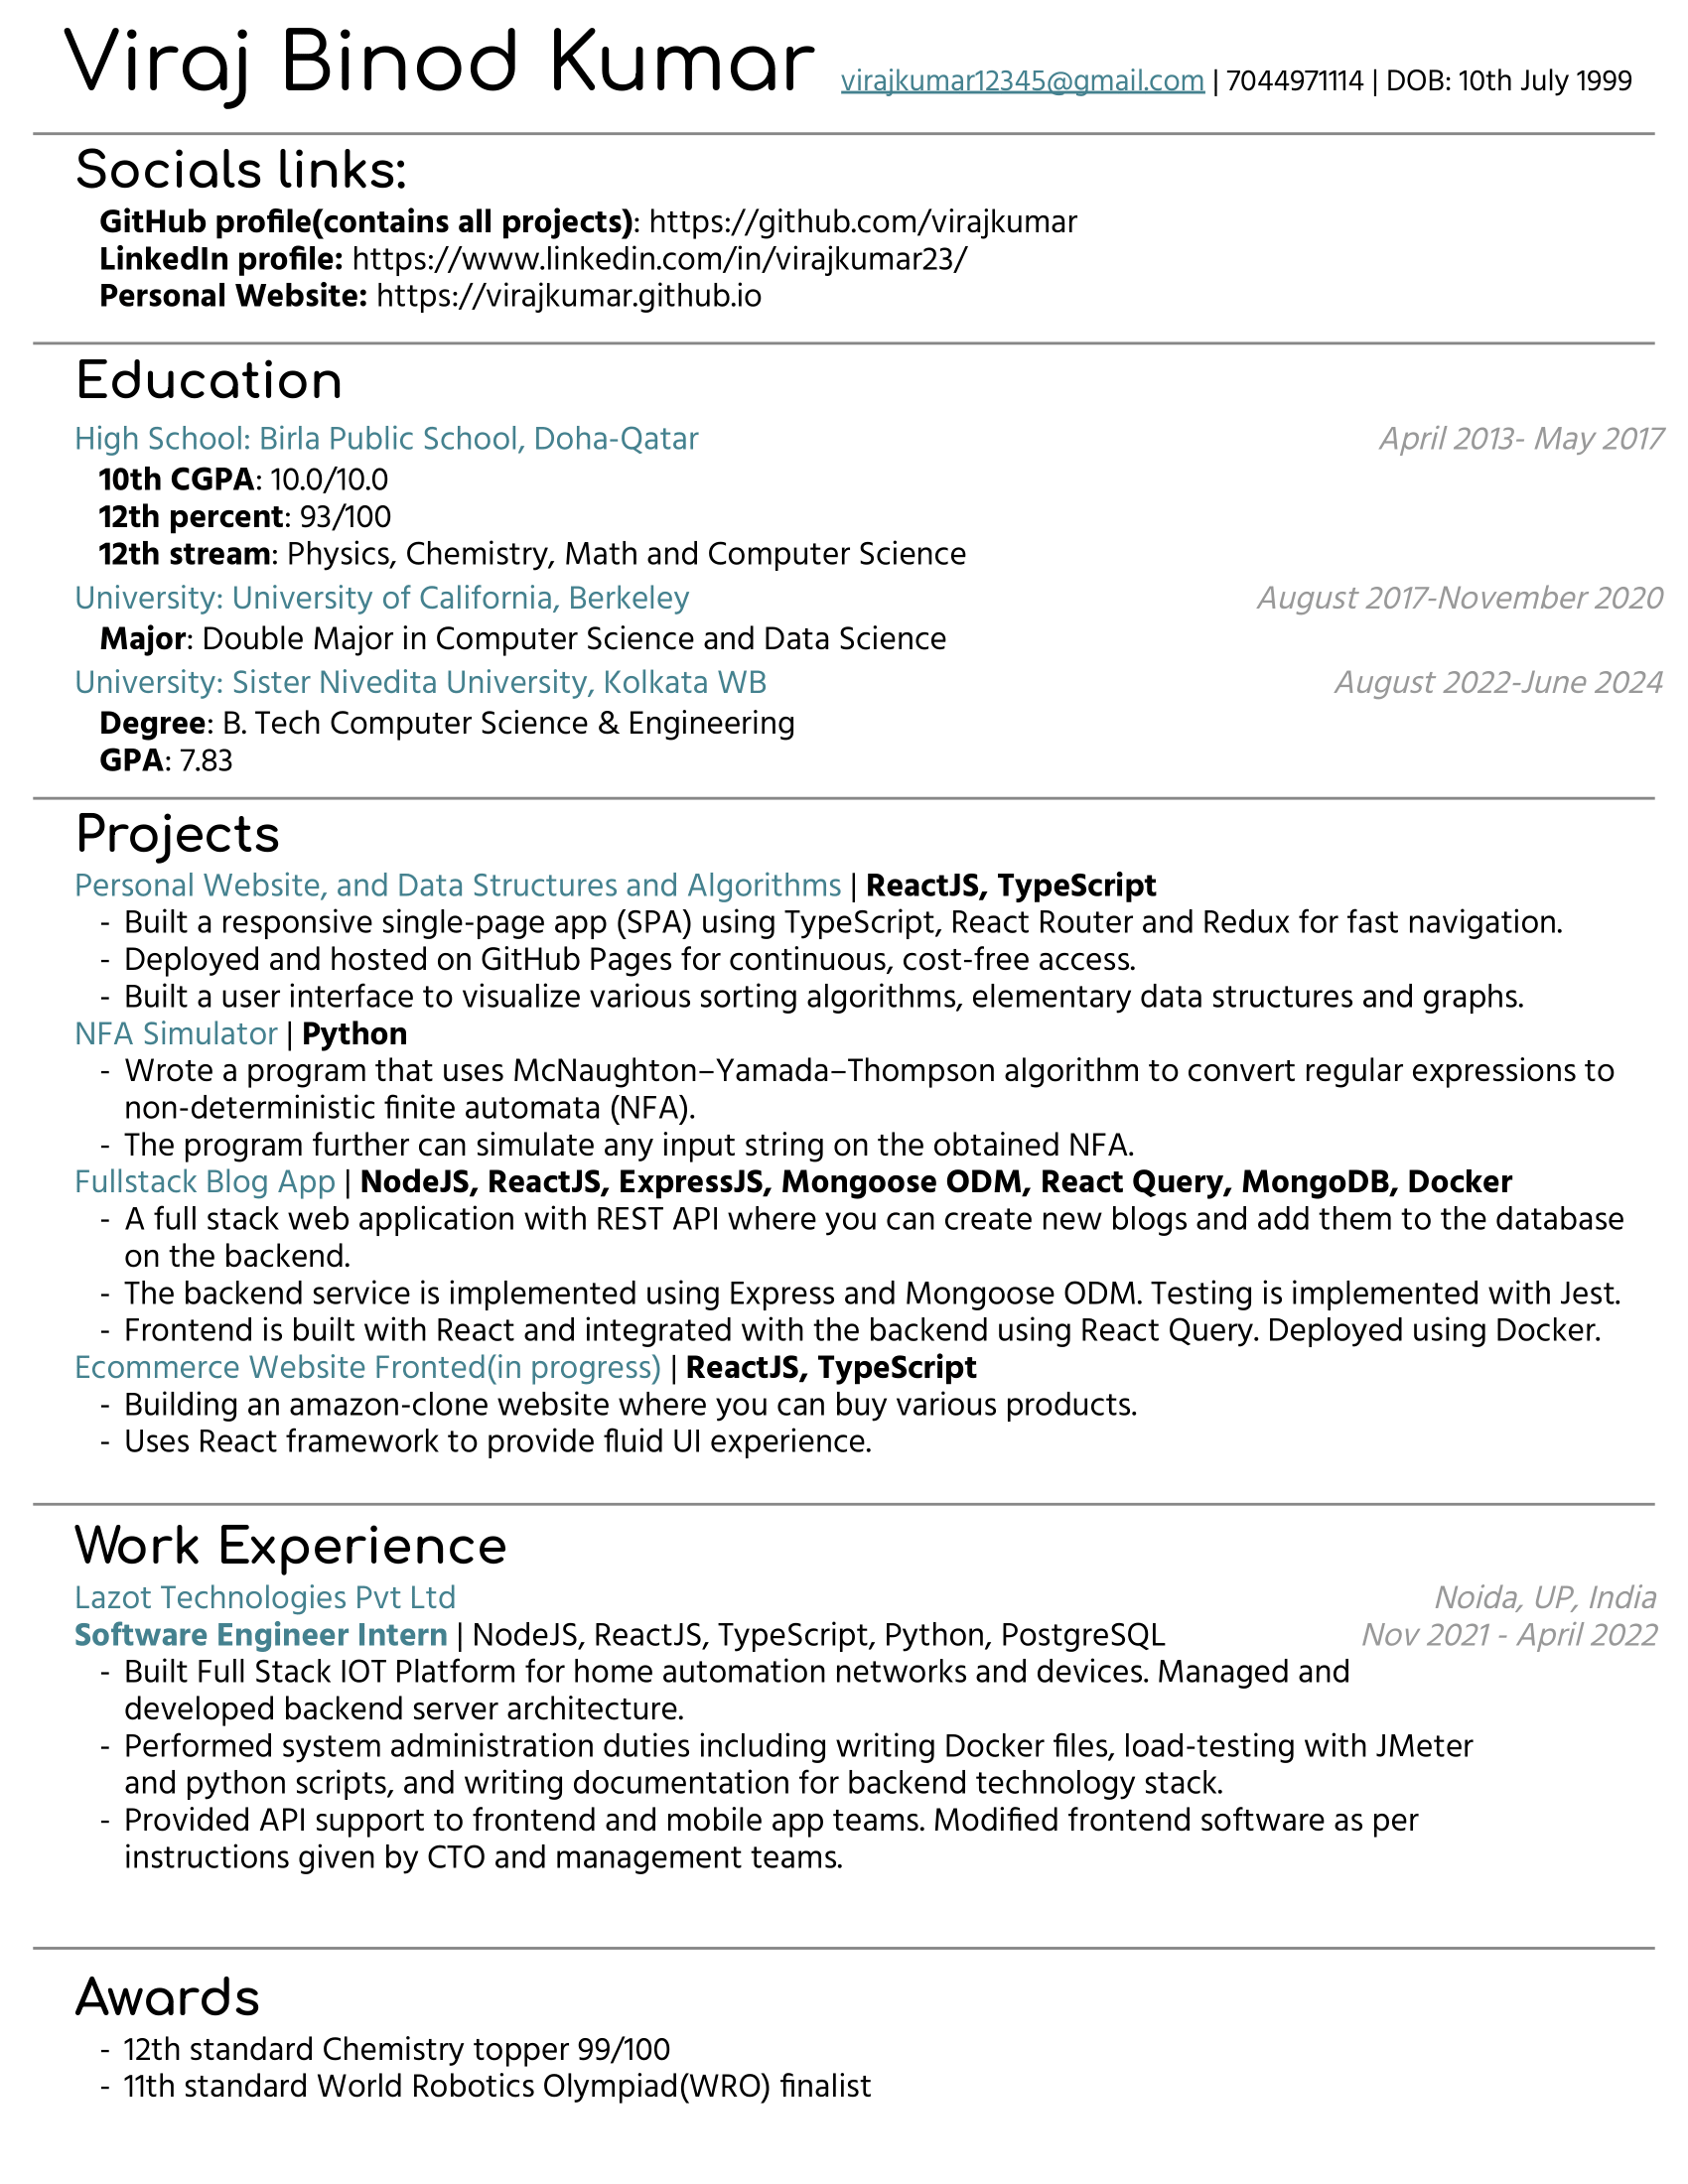 Viraj Binod Kumar virajkumar12345@gmail.com | 7044971114 | DOB: 10th July 1999
Socials links:
GitHub profile(contains all projects): https://github.com/virajkumar
LinkedIn profile: https://www.linkedin.com/in/virajkumar23/
Personal Website: https://virajkumar.github.io
Education
High School: Birla Public School, Doha-Qatar April 2013- May 2017
10th CGPA: 10.0/10.0
12th percent: 93/100
12th stream: Physics, Chemistry, Math and Computer Science
University: University of California, Berkeley August 2017-November 2020
Major: Double Major in Computer Science and Data Science
University: Sister Nivedita University, Kolkata WB August 2022-June 2024
Degree: B. Tech Computer Science & Engineering
GPA: 7.83
Projects
Personal Website, and Data Structures and Algorithms | ReactJS, TypeScript
- Built a responsive single-page app (SPA) using TypeScript, React Router and Redux for fast navigation.
- Deployed and hosted on GitHub Pages for continuous, cost-free access.
- Built a user interface to visualize various sorting algorithms, elementary data structures and graphs.
NFA Simulator | Python
- Wrote a program that uses McNaughton–Yamada–Thompson algorithm to convert regular expressions to
non-deterministic finite automata (NFA).
- The program further can simulate any input string on the obtained NFA.
Fullstack Blog App | NodeJS, ReactJS, ExpressJS, Mongoose ODM, React Query, MongoDB, Docker
- A full stack web application with REST API where you can create new blogs and add them to the database
on the backend.
- The backend service is implemented using Express and Mongoose ODM. Testing is implemented with Jest.
- Frontend is built with React and integrated with the backend using React Query. Deployed using Docker.
Ecommerce Website Fronted(in progress) | ReactJS, TypeScript
- Building an amazon-clone website where you can buy various products.
- Uses React framework to provide fluid UI experience.
Work Experience
Lazot Technologies Pvt Ltd Noida, UP, India
Software Engineer Intern | NodeJS, ReactJS, TypeScript, Python, PostgreSQL Nov 2021 - April 2022
- Built Full Stack IOT Platform for home automation networks and devices. Managed and
developed backend server architecture.
- Performed system administration duties including writing Docker files, load-testing with JMeter
and python scripts, and writing documentation for backend technology stack.
- Provided API support to frontend and mobile app teams. Modified frontend software as per
instructions given by CTO and management teams.
Awards
- 12th standard Chemistry topper 99/100
- 11th standard World Robotics Olympiad(WRO) finalist